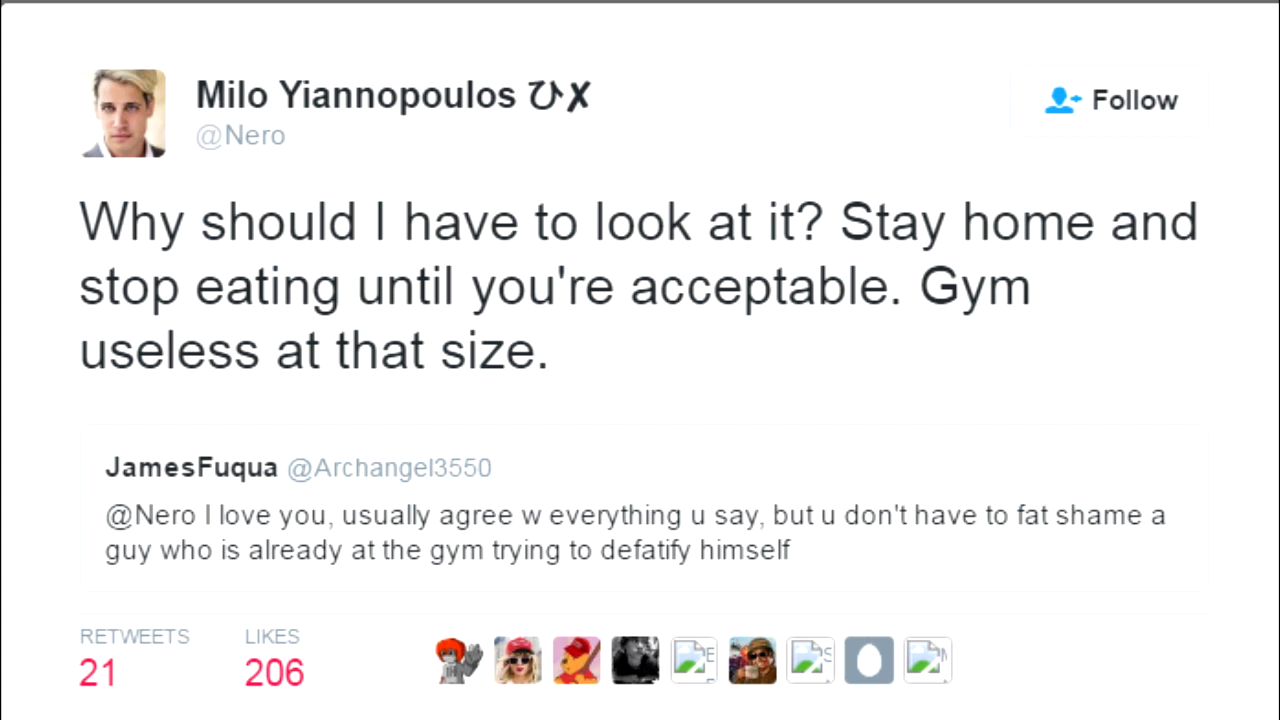 Milo Yiannopoulos ひ✘
@Nero
Follow
Why should I have to look at it? Stay home and
stop eating until you're acceptable. Gym
useless at that size.
JamesFuqua @Archangel3550
@Nero I love you, usually agree w everything u say, but u don't have to fat shame a
guy who is already at the gym trying to defatify himself
RETWEETS LIKES
21 206